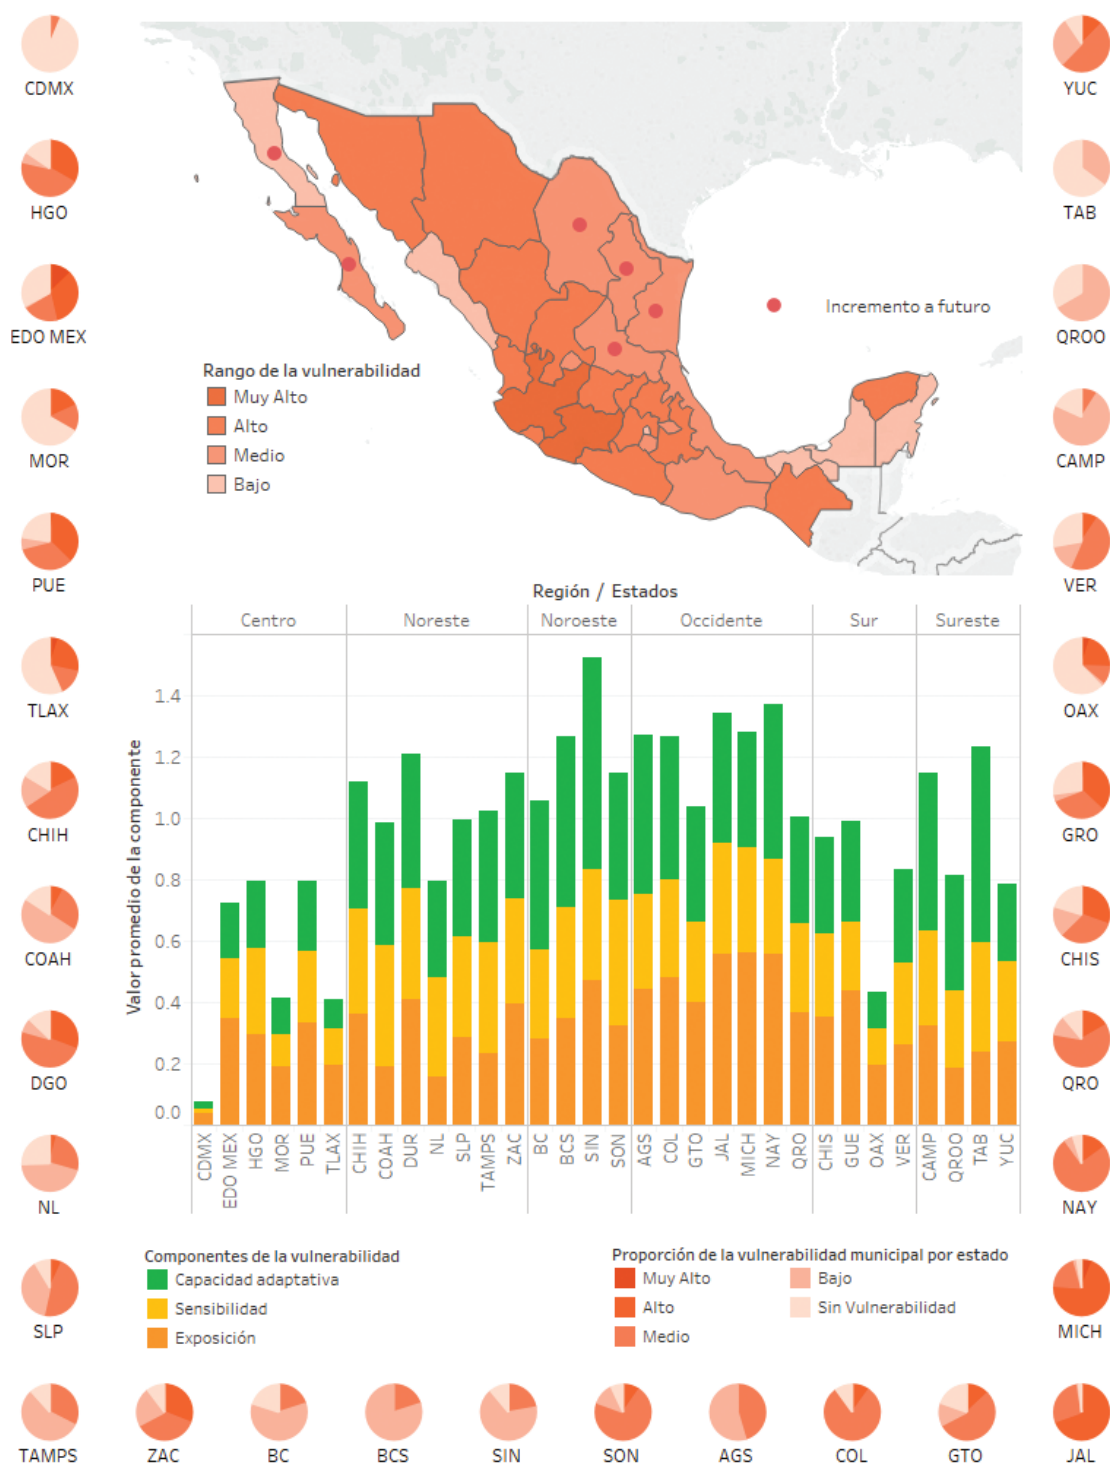 CDMX
HGO
EDO MEX
MOR
PUE
TLAX
CHIH
COAH
DGO
NL
SLP
YUC
TAB
QROO
CAMP
VER
OAX
GRO
CHIS
QRO
NAY
MICH
Incremento a futuro
Rango de la vulnerabilidad
Muy Alto
Alto
Medio
Bajo
Región / Estados
Centro Noreste Noroeste Occidente Sur Sureste
Valor promedio de la componente
1.4
1.2
1.0
0.8
0.6
0.4
0.2
0.0
CDMX EDO MEX HGO MOR PUE TLAX CHIH COAH DUR NL SLP TAMPS ZAC BC BCS SIN SON AGS COL GTO JAL MICH NAY QRO CHIS GUE OAX VER CAMP QROO TAB YUC
Componentes de la vulnerabilidad
Capacidad adaptativa
Sensibilidad
Exposición
Proporción de la vulnerabilidad municipal por estado
Muy Alto Bajo
Alto Sin Vulnerabilidad
Medio
TAMPS ZAC BC BCS SIN SON AGS COL GTO JAL